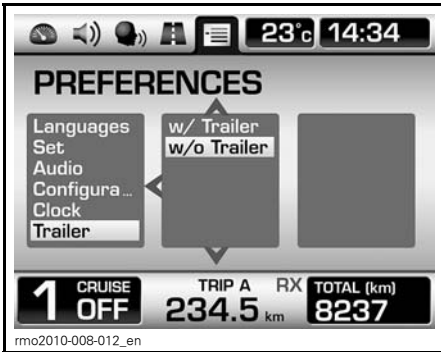 23°c 14:34
PREFERENCES
Languages
Set
Audio
Configura...
Clock
Trailer
w/ Trailer
w/o Trailer
1 CRUISE OFF
TRIP A
234.5 km
RX
TOTAL (km)
8237
rmo2010-008-012_en